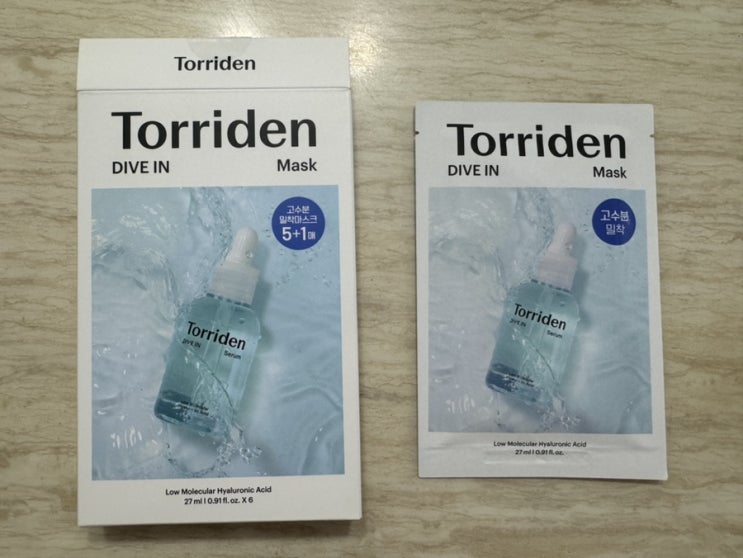 Torriden
Torriden
DIVE IN Mask
고수분
밀착마스크
5+1매
Torriden
DIVE IN
Serum
Low Molecular Hyaluronic Acid
27 ml I 0.91 fl. oz. X 6
Torriden
DIVE IN Mask
고수분
밀착
Torriden
DIVE IN
Serum
Low Molecular Hyaluronic Acid
27 ml I 0.91 fl. oz.